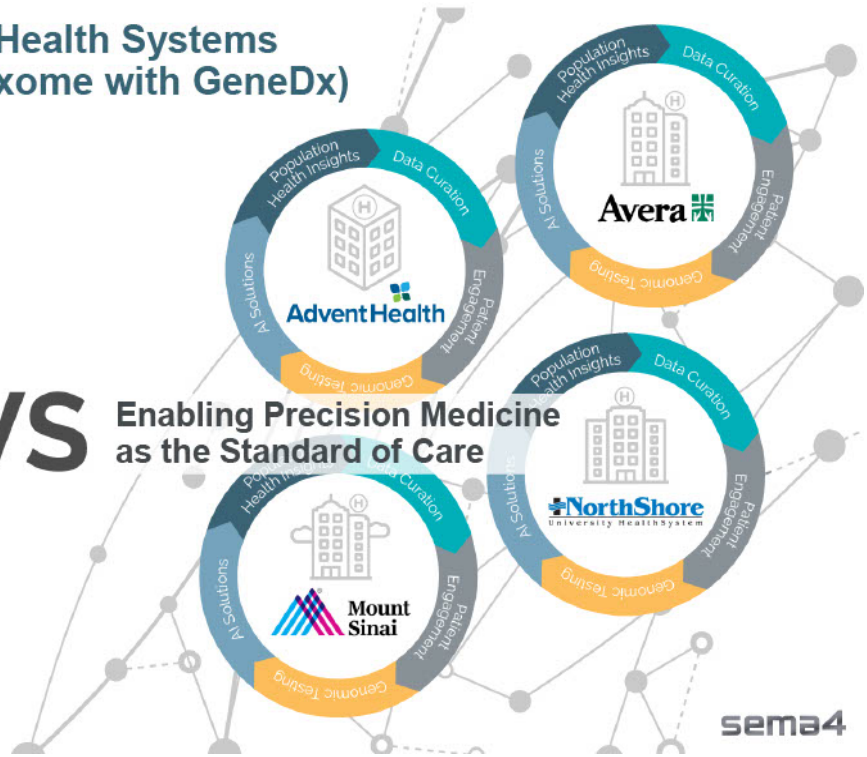 Health Systems
xome with GeneDx)
Population
Health Insights
Data Curation
Patient
Engagement
Genomic Testing
AI Solutions
H
Avera
Population
Health Insights
Data Curation
Patient
Engagement
Genomic Testing
AI Solutions
H
AdventHealth
VS
Enabling Precision Medicine
as the Standard of Care
Population
Health Insights
Data Curation
Patient
Engagement
Genomic Testing
AI Solutions
H
NorthShore
University HealthSystem
Health Insights
Data Curation
Patient
Engagement
Genomic Testing
AI Solutions
H
Mount
Sinai
sema4